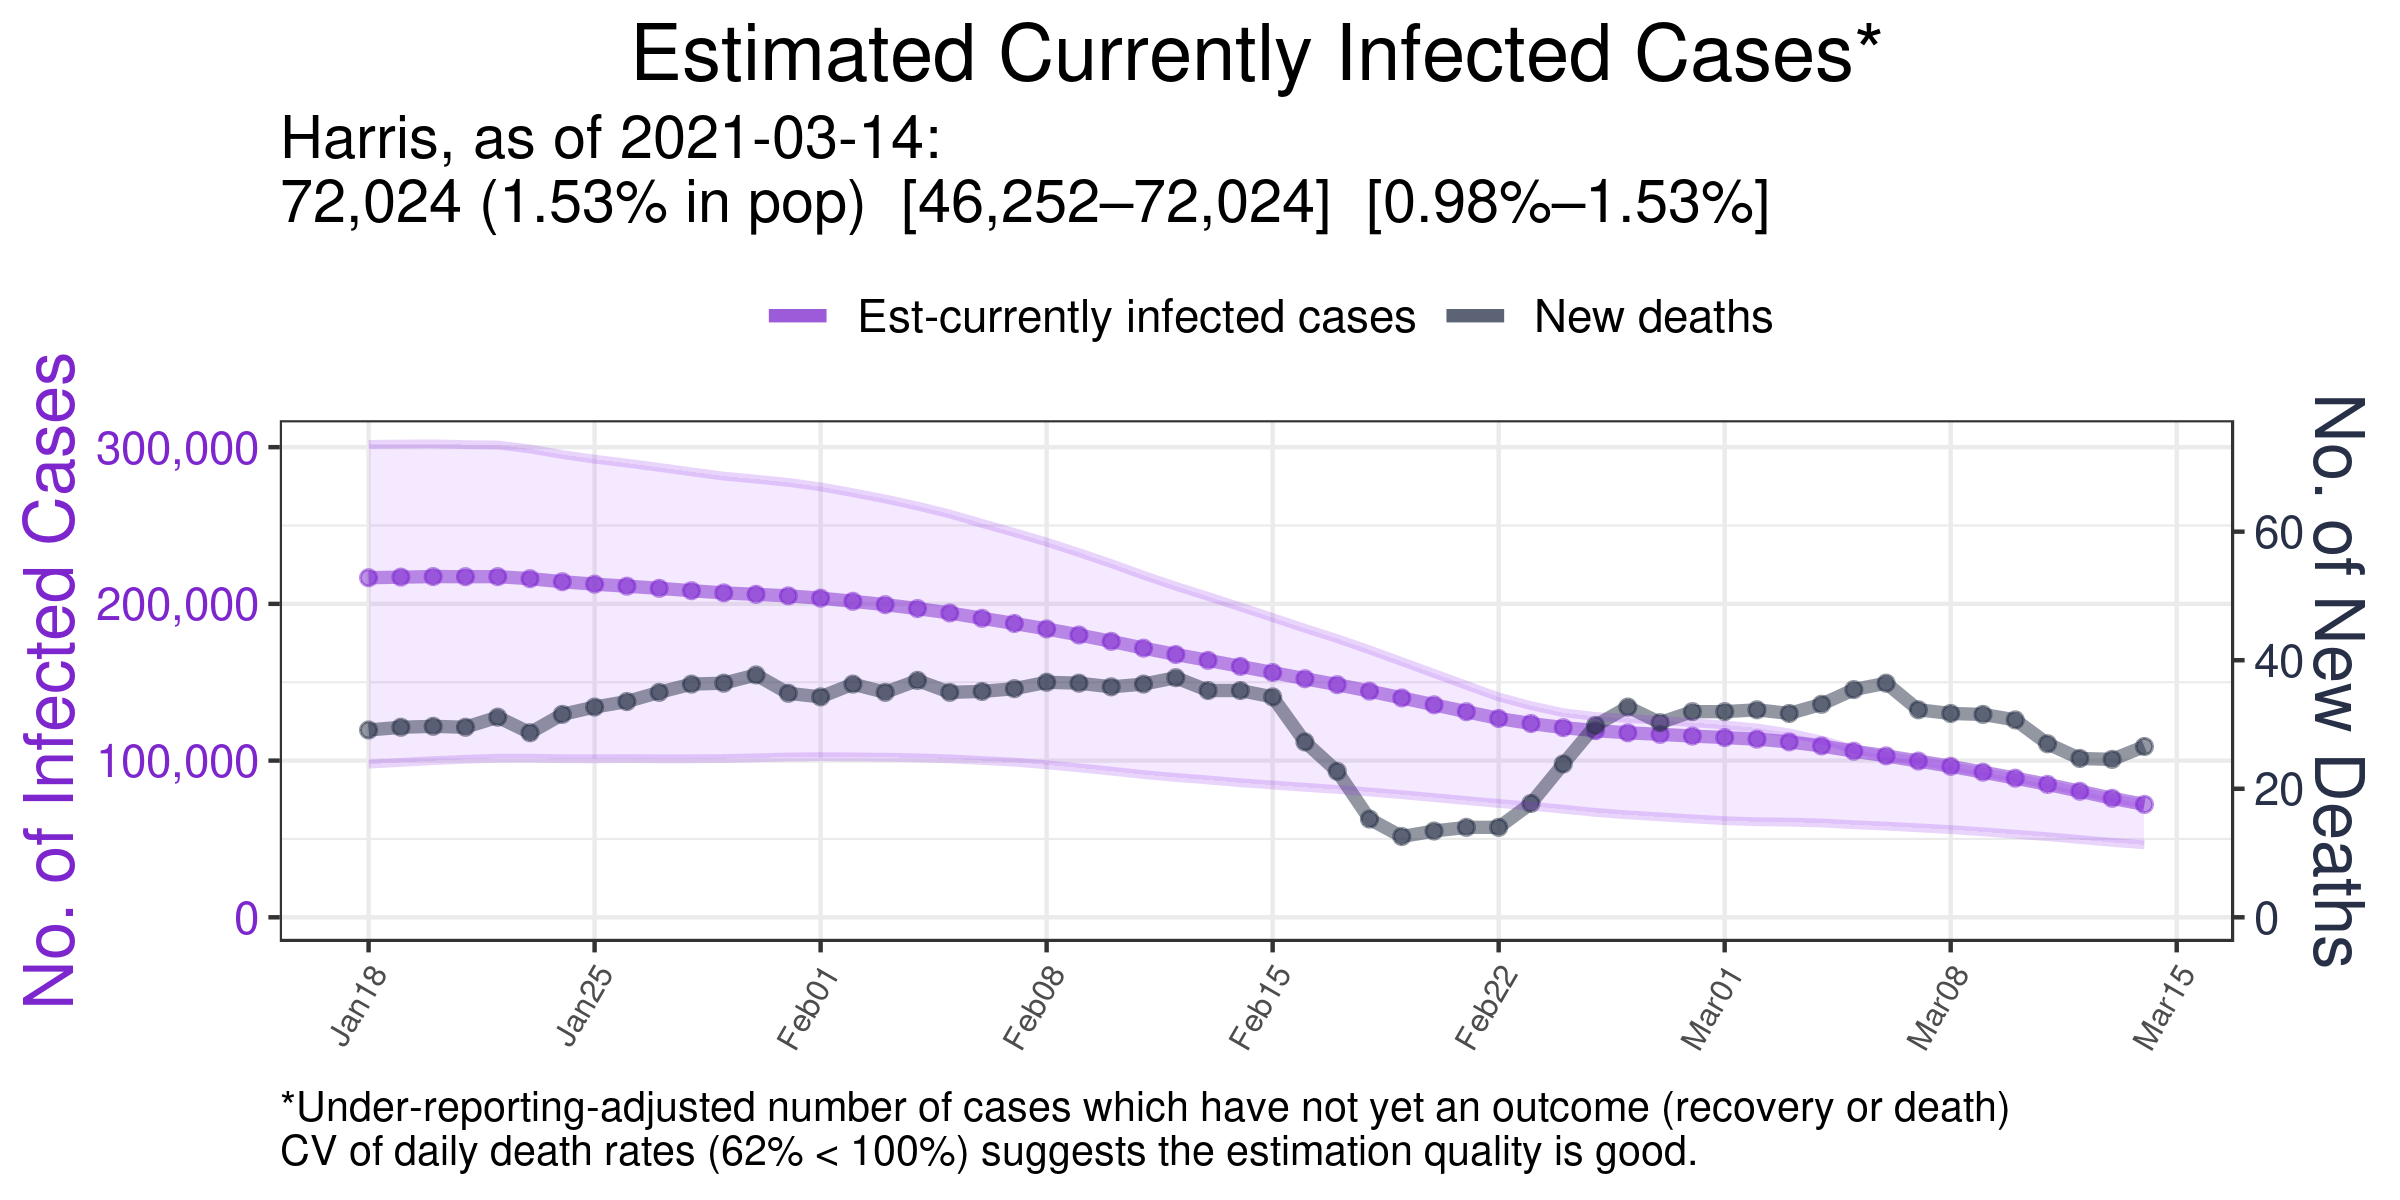 Estimated Currently Infected Cases*
Harris, as of 2021-03-14:
72,024 (1.53% in pop) [46,252–72,024] [0.98%–1.53%]
Est-currently infected cases
New deaths
No. of Infected Cases
300,000
200,000
100,000
0
No. of New Deaths
60
40
20
0
Jan18
Jan25
Feb01
Feb08
Feb15
Feb22
Mar01
Mar08
Mar15
*Under-reporting-adjusted number of cases which have not yet an outcome (recovery or death)
CV of daily death rates (62% < 100%) suggests the estimation quality is good.